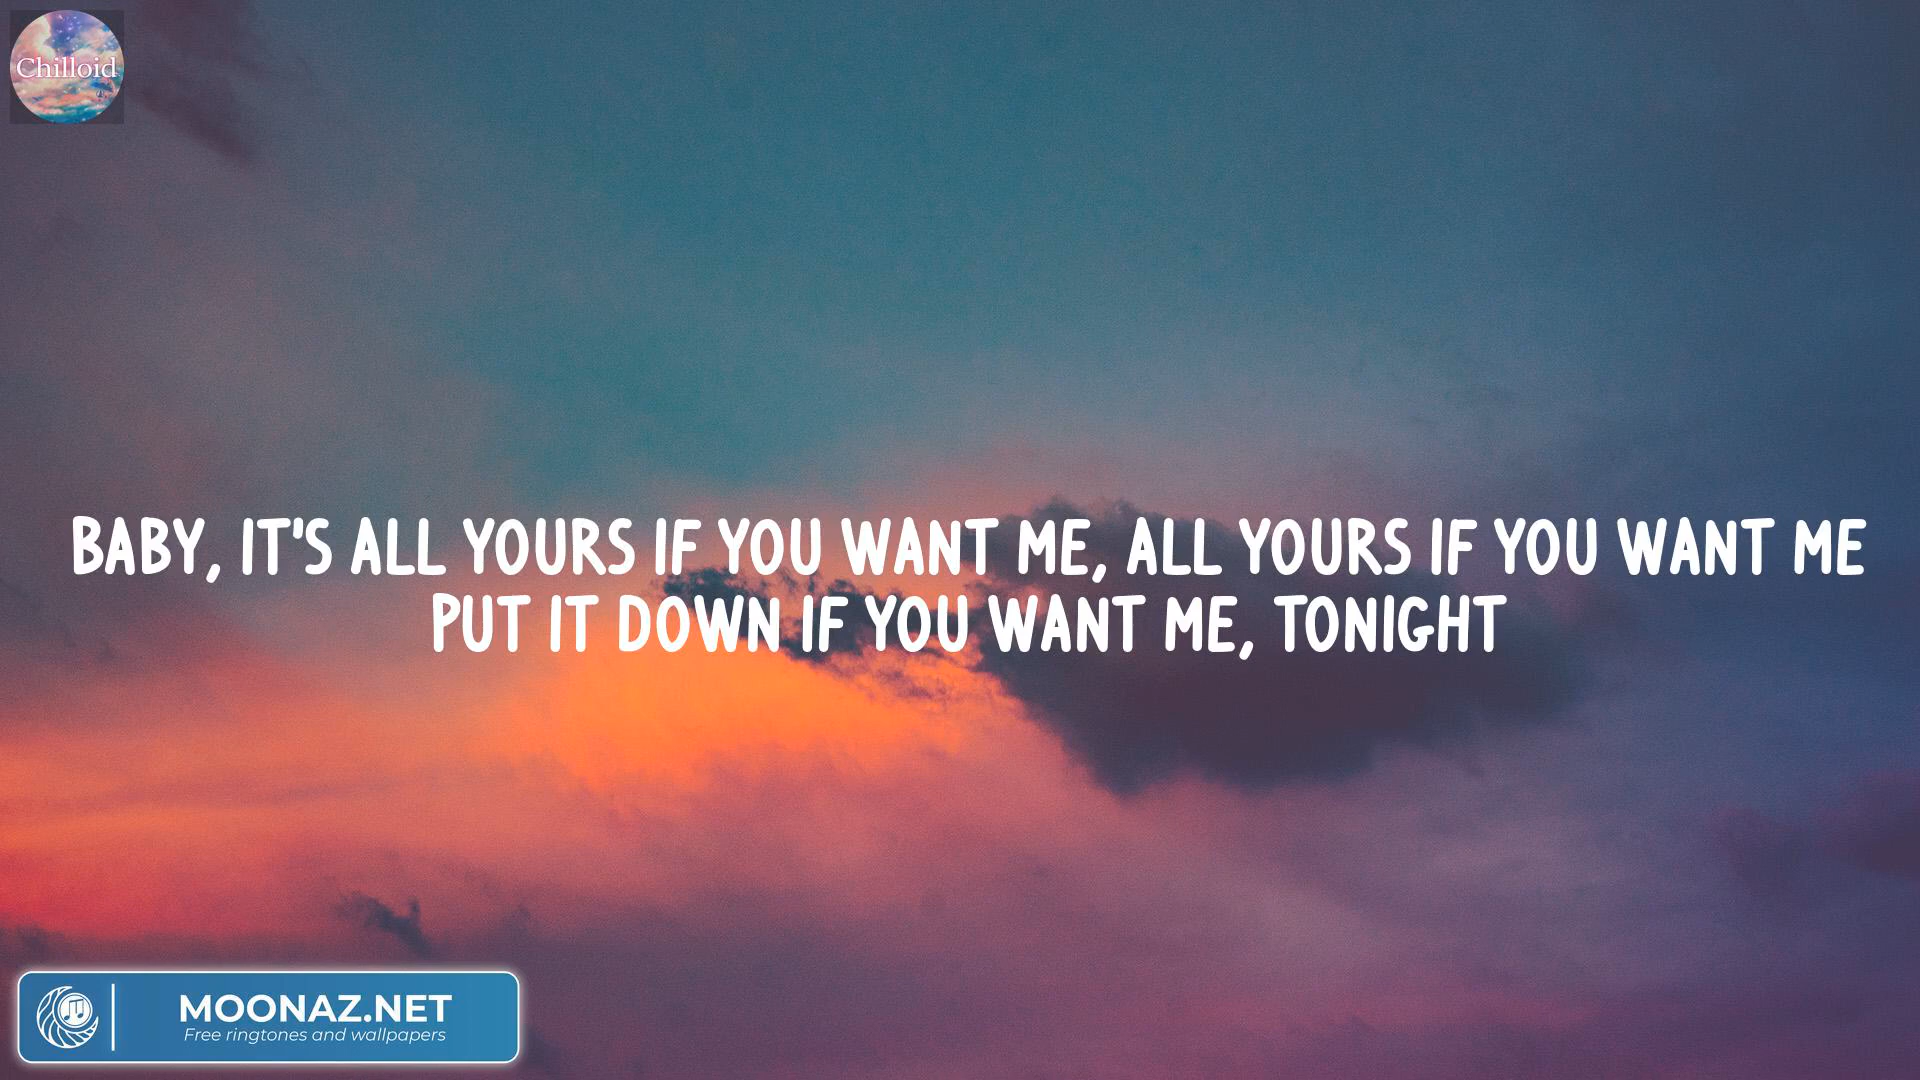 Chilloid
BABY, IT'S ALL YOURS IF YOU WANT ME, ALL YOURS IF YOU WANT ME
PUT IT DOWN IF YOU WANT ME, TONIGHT
MOONAZ.NET
Free ringtones and wallpapers